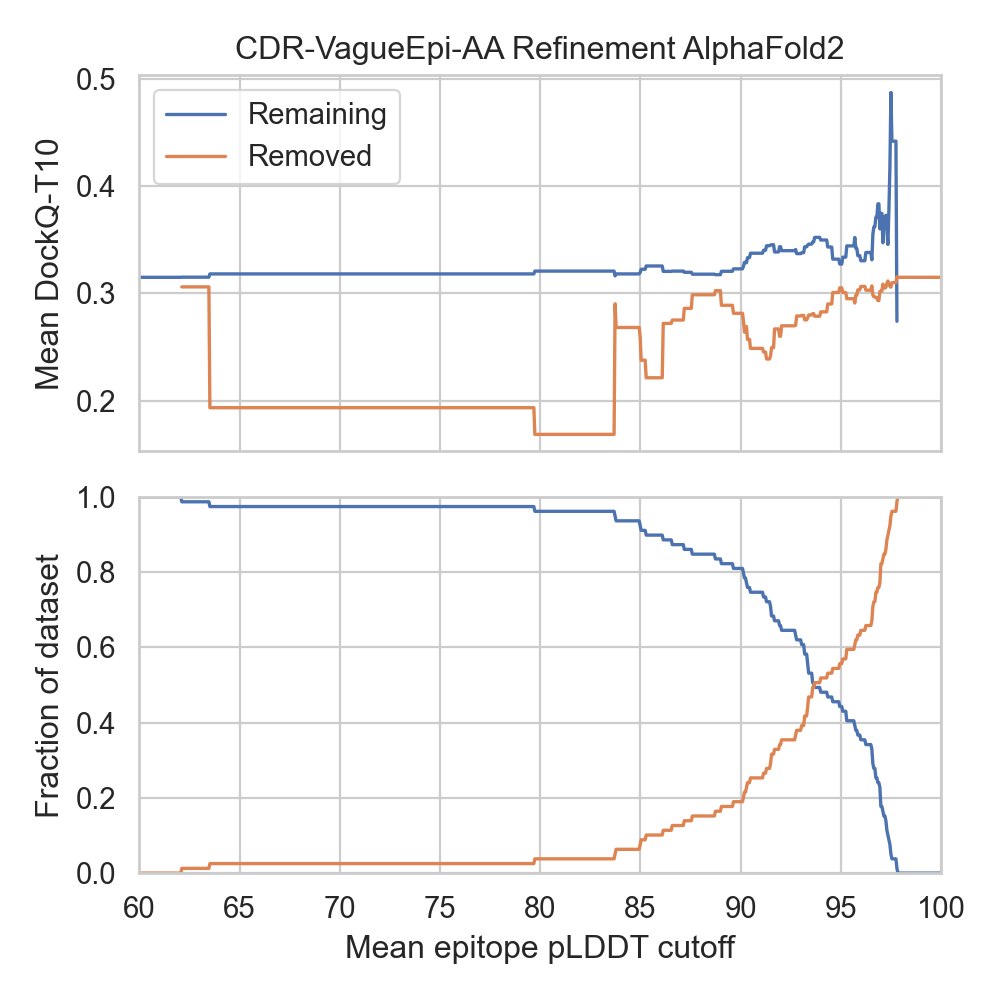 CDR-VagueEpi-AA Refinement AlphaFold2
Mean DockQ-T10
0.5
0.4
0.3
0.2
Remaining
Removed
Fraction of dataset
1.0
0.8
0.6
0.4
0.2
0.0
60 65 70 75 80 85 90 95 100
Mean epitope pLDDT cutoff